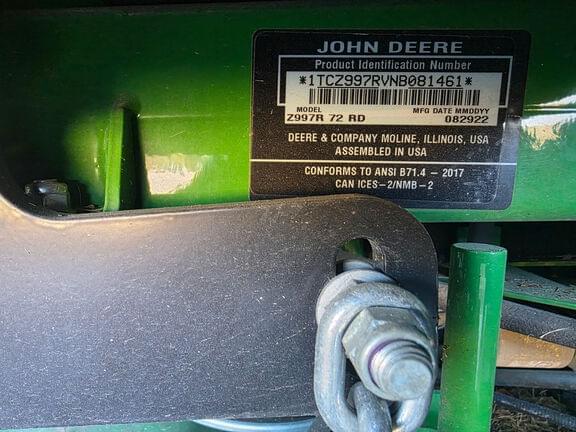 JOHN DEERE
Product Identification Number
*1TCZ997RVNB081461*
MODEL MFG DATE MMDDYY
Z997R 72 RD 082922
DEERE & COMPANY MOLINE, ILLINOIS, USA
ASSEMBLED IN USA
CONFORMS TO ANSI B71.4 - 2017
CAN ICES-2/NMB-2